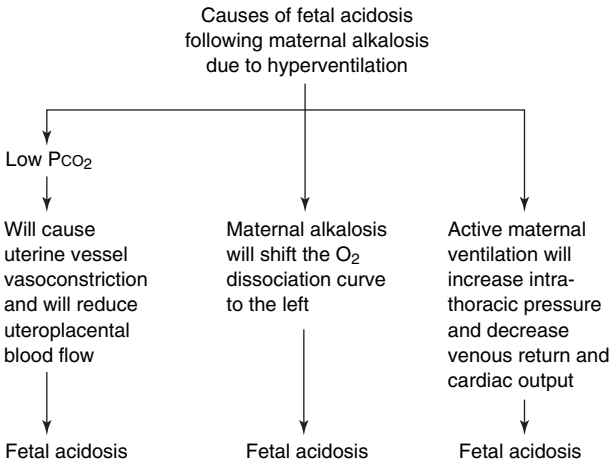 Causes of fetal acidosis
following maternal alkalosis
due to hyperventilation
Low PCO₂
Will cause
uterine vessel
vasoconstriction
and will reduce
uteroplacental
blood flow
Fetal acidosis
Maternal alkalosis
will shift the O₂
dissociation curve
to the left
Fetal acidosis
Active maternal
ventilation will
increase intra-
thoracic pressure
and decrease
venous return and
cardiac output
Fetal acidosis